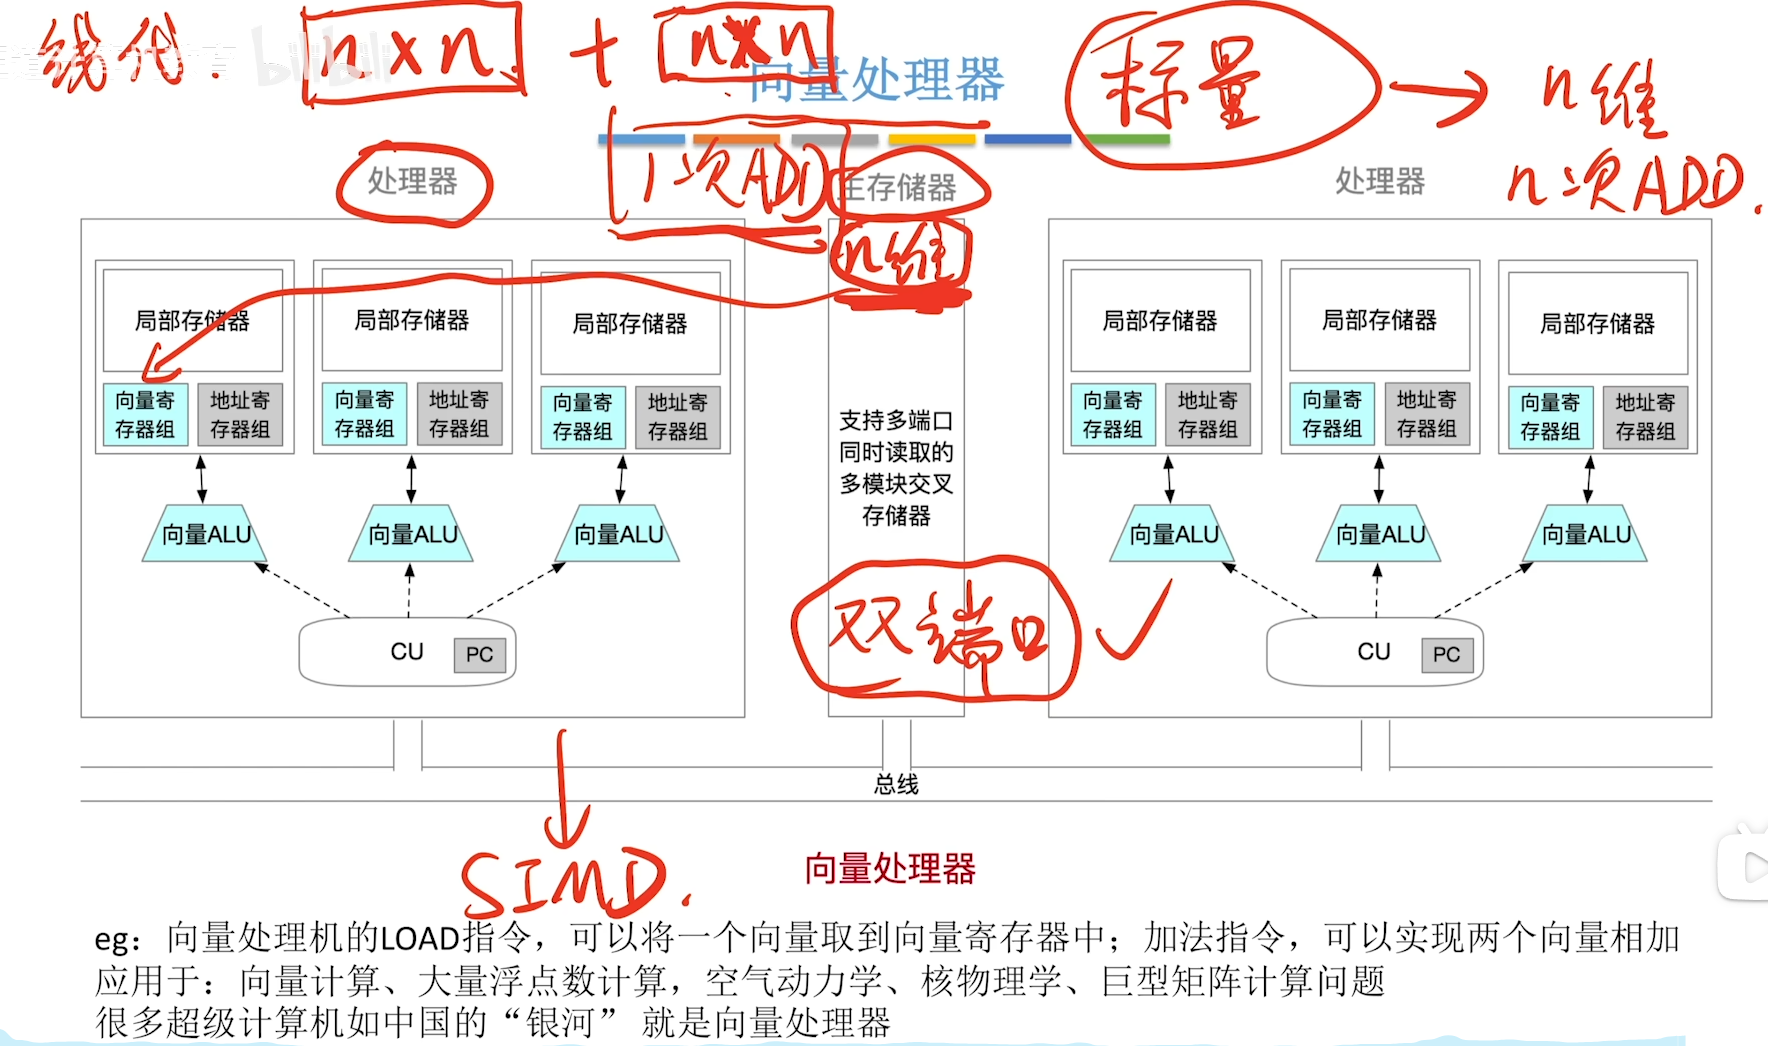 线代. n×n + n×n
bilibili
向量处理器
标量 → n维
n次ADD.
1次ADD
处理器 主存储器 处理器
n维
局部存储器 局部存储器 局部存储器 局部存储器 局部存储器 局部存储器
向量寄存器组 地址寄存器组 向量寄存器组 地址寄存器组 向量寄存器组 地址寄存器组 向量寄存器组 地址寄存器组 向量寄存器组 地址寄存器组 向量寄存器组 地址寄存器组
支持多端口
同时读取的
多模块交叉
存储器
向量ALU 向量ALU 向量ALU 向量ALU 向量ALU 向量ALU
双端口 ✓
CU PC CU PC
总线
SIMD.
向量处理器
eg：向量处理机的LOAD指令，可以将一个向量取到向量寄存器中；加法指令，可以实现两个向量相加
应用于：向量计算、大量浮点数计算，空气动力学、核物理学、巨型矩阵计算问题
很多超级计算机如中国的“银河” 就是向量处理器